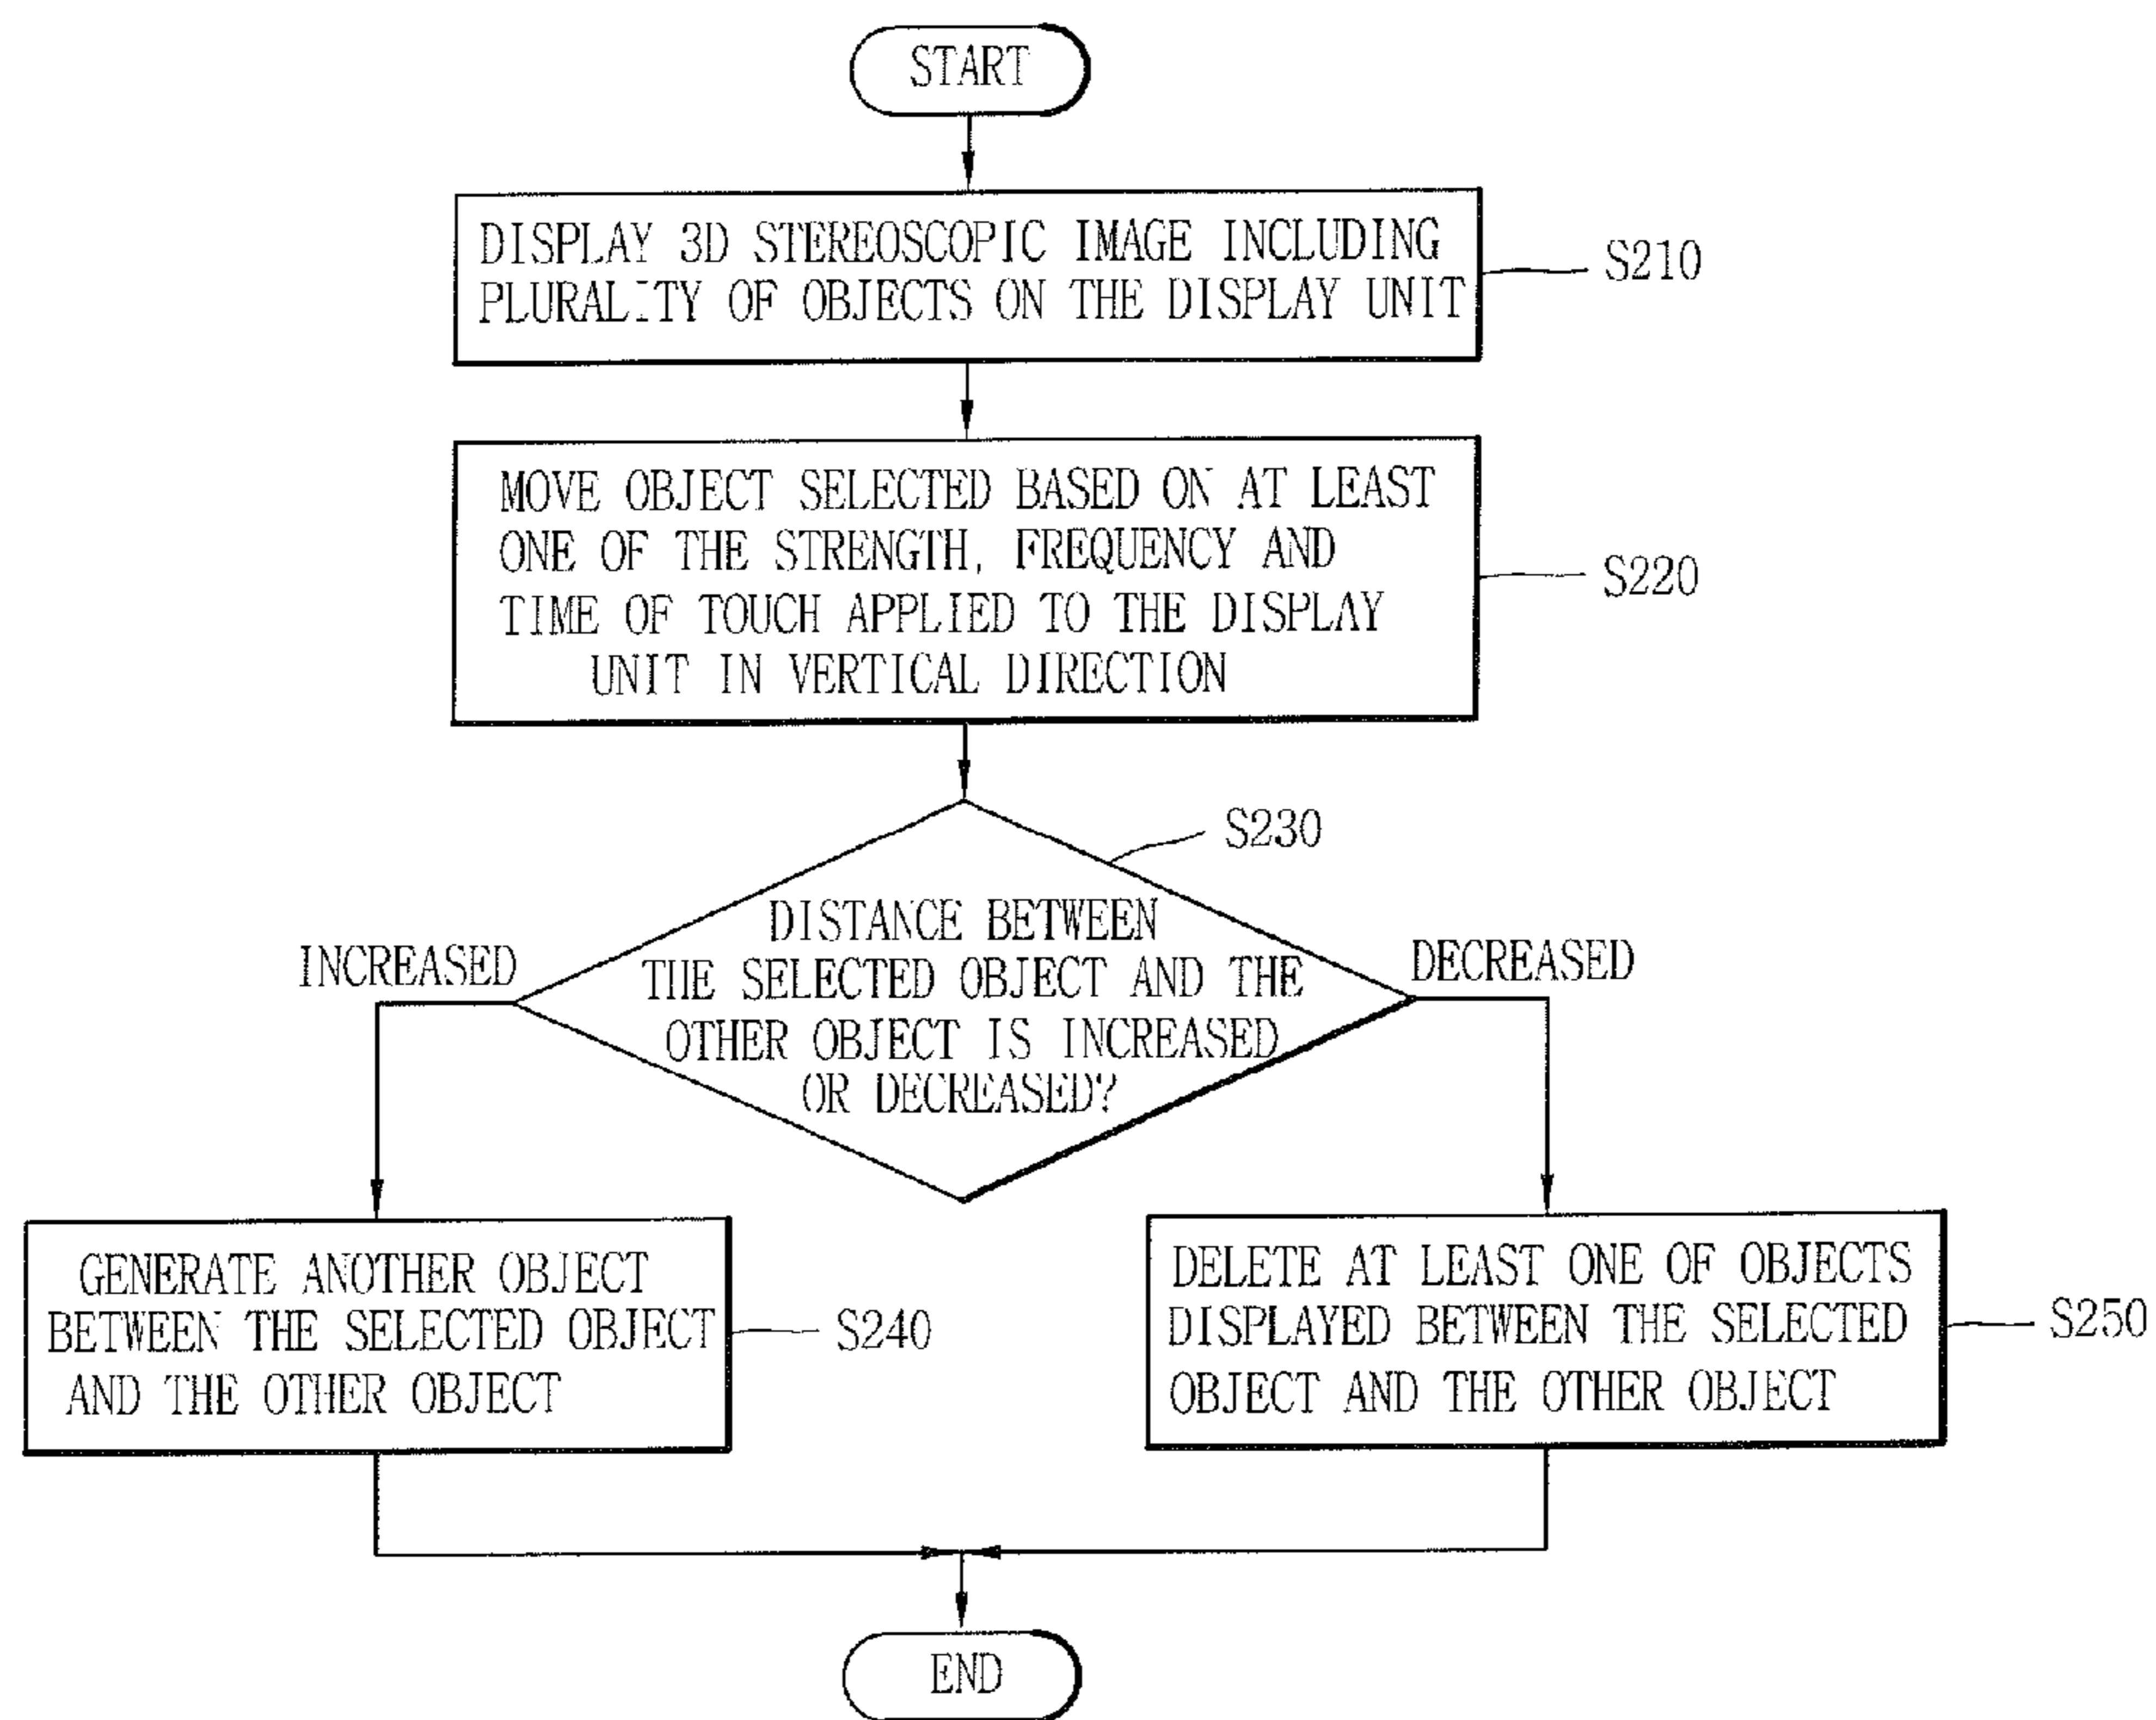 START
DISPLAY 3D STEREOSCOPIC IMAGE INCLUDING
PLURALITY OF OBJECTS ON THE DISPLAY UNIT
S210
MOVE OBJECT SELECTED BASED ON AT LEAST
ONE OF THE STRENGTH, FREQUENCY AND
TIME OF TOUCH APPLIED TO THE DISPLAY
UNIT IN VERTICAL DIRECTION
S220
S230
DISTANCE BETWEEN
THE SELECTED OBJECT AND THE
OTHER OBJECT IS INCREASED
OR DECREASED?
INCREASED
DECREASED
GENERATE ANOTHER OBJECT
BETWEEN THE SELECTED OBJECT
AND THE OTHER OBJECT
S240
DELETE AT LEAST ONE OF OBJECTS
DISPLAYED BETWEEN THE SELECTED
OBJECT AND THE OTHER OBJECT
S250
END